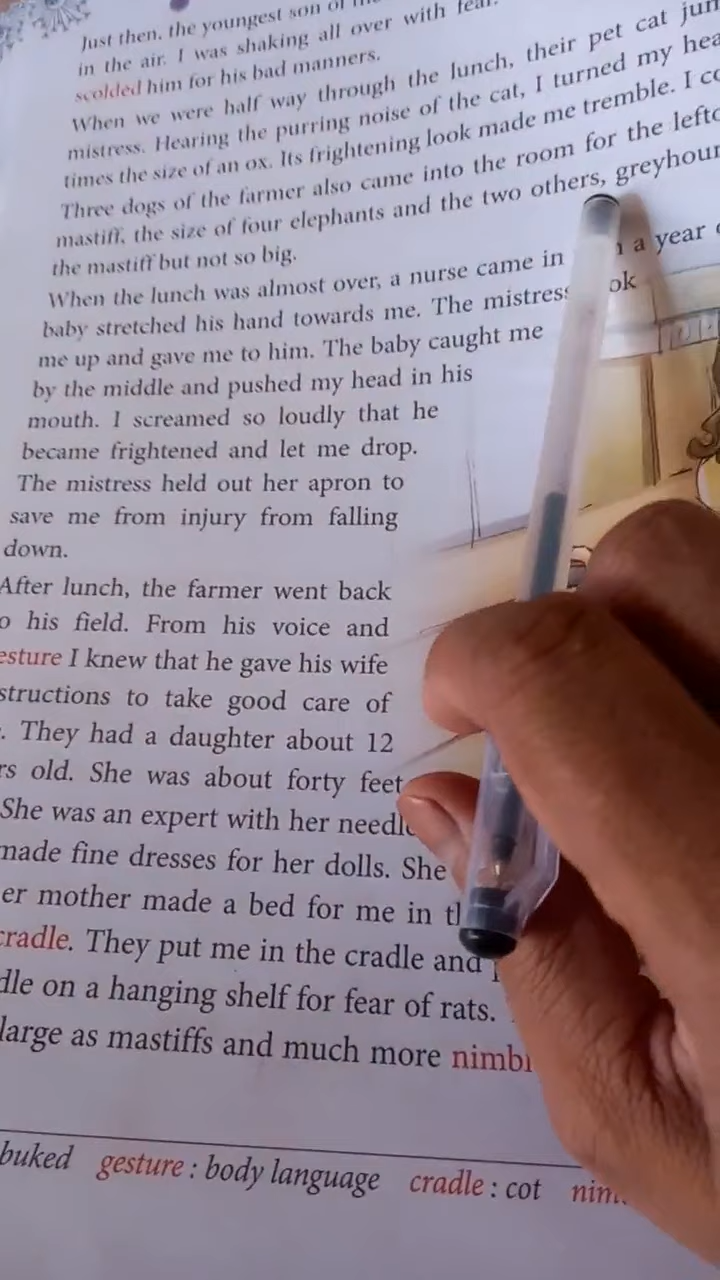 Just then, the youngest son of
in the air. I was shaking all over with fear.
scolded him for his bad manners.
When we were half way through the lunch, their pet cat
mistress. Hearing the purring noise of the cat, I turned my
times the size of an ox. Its frightening look made me tremble. I
Three dogs of the farmer also came into the room for the
mastiff, the size of four elephants and the two others,
the mastiff but not so big.
When the lunch was almost over, a nurse came in a year
baby stretched his hand towards me. The mistress
me up and gave me to him. The baby caught me
by the middle and pushed my head in his
mouth. I screamed so loudly that he
became frightened and let me drop.
The mistress held out her apron to
save me from injury from falling
down.
After lunch, the farmer went back
his field. From his voice and
I knew that he gave his wife
to take good care of
They had a daughter about 12
old. She was about forty feet
She was an expert with her
made fine dresses for her dolls. She
mother made a bed for me in
cradle. They put me in the cradle and
on a hanging shelf for fear of rats.
large as mastiffs and much more
gesture : body language cradle : cot